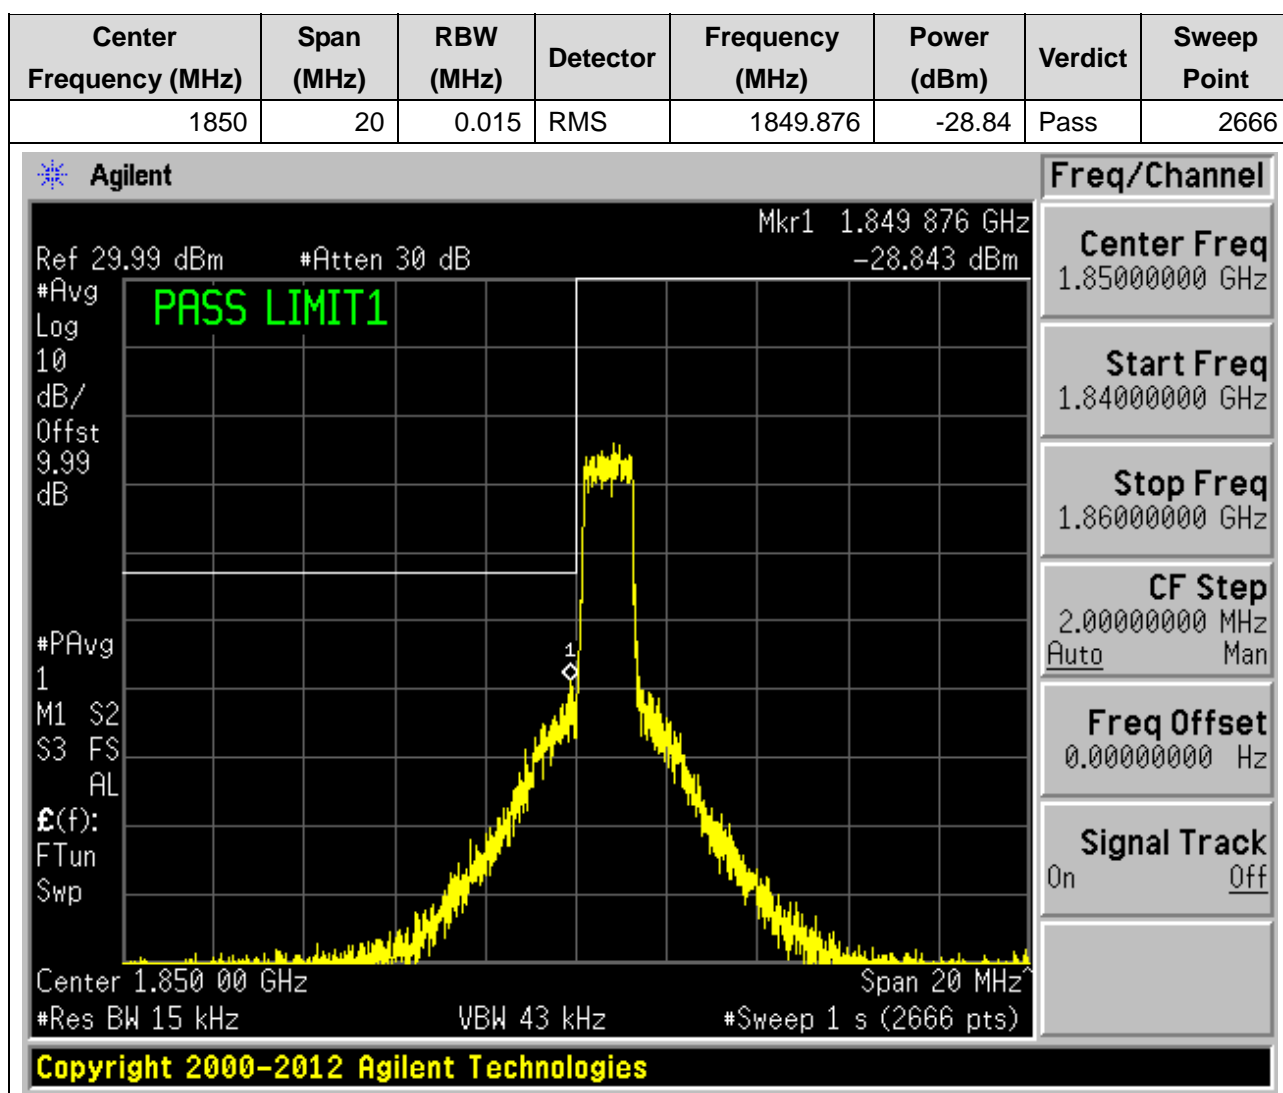 Center Frequency (MHz) Span (MHz) RBW (MHz) Detector Frequency (MHz) Power (dBm) Verdict Sweep Point
1850 20 0.015 RMS 1849.876 -28.84 Pass 2666
Agilent
Freq/Channel
Mkr1 1.849 876 GHz
Ref 29.99 dBm #Atten 30 dB -28.843 dBm
#Avg
Log
10
dB/
Offst
9.99
dB
PASS LIMIT1
1
#PAvg
1
M1 S2
S3 FS
AL
£(f):
FTun
Swp
Center 1.850 00 GHz Span 20 MHz^
#Res BW 15 kHz VBW 43 kHz #Sweep 1 s (2666 pts)
Center Freq
1.85000000 GHz
Start Freq
1.84000000 GHz
Stop Freq
1.86000000 GHz
CF Step
2.00000000 MHz
Auto Man
Freq Offset
0.00000000 Hz
Signal Track
On Off
Copyright 2000-2012 Agilent Technologies